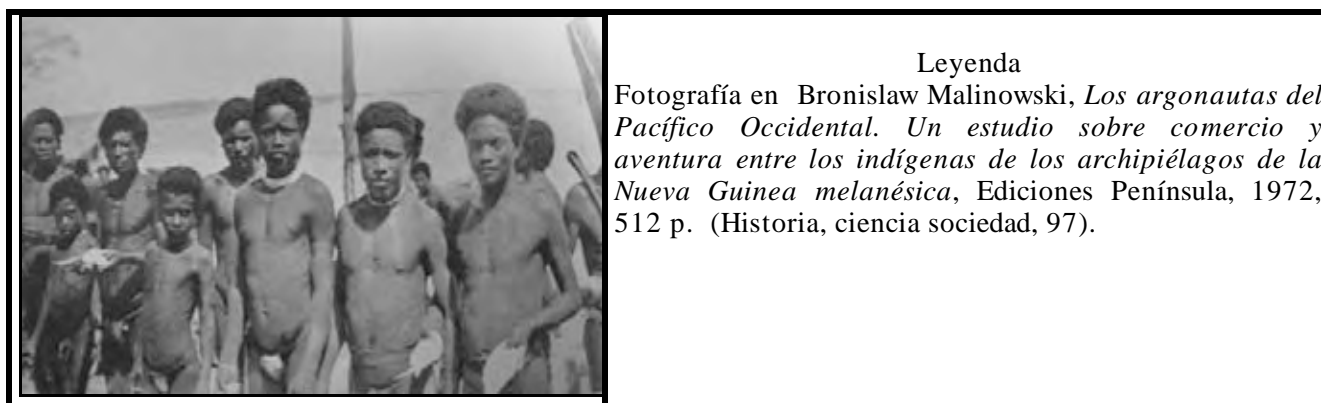 Leyenda
Fotografía en Bronislaw Malinowski, Los argonautas del
Pacífico Occidental. Un estudio sobre comercio y
aventura entre los indígenas de los archipiélagos de la
Nueva Guinea melanésica, Ediciones Península, 1972,
512 p. (Historia, ciencia sociedad, 97).